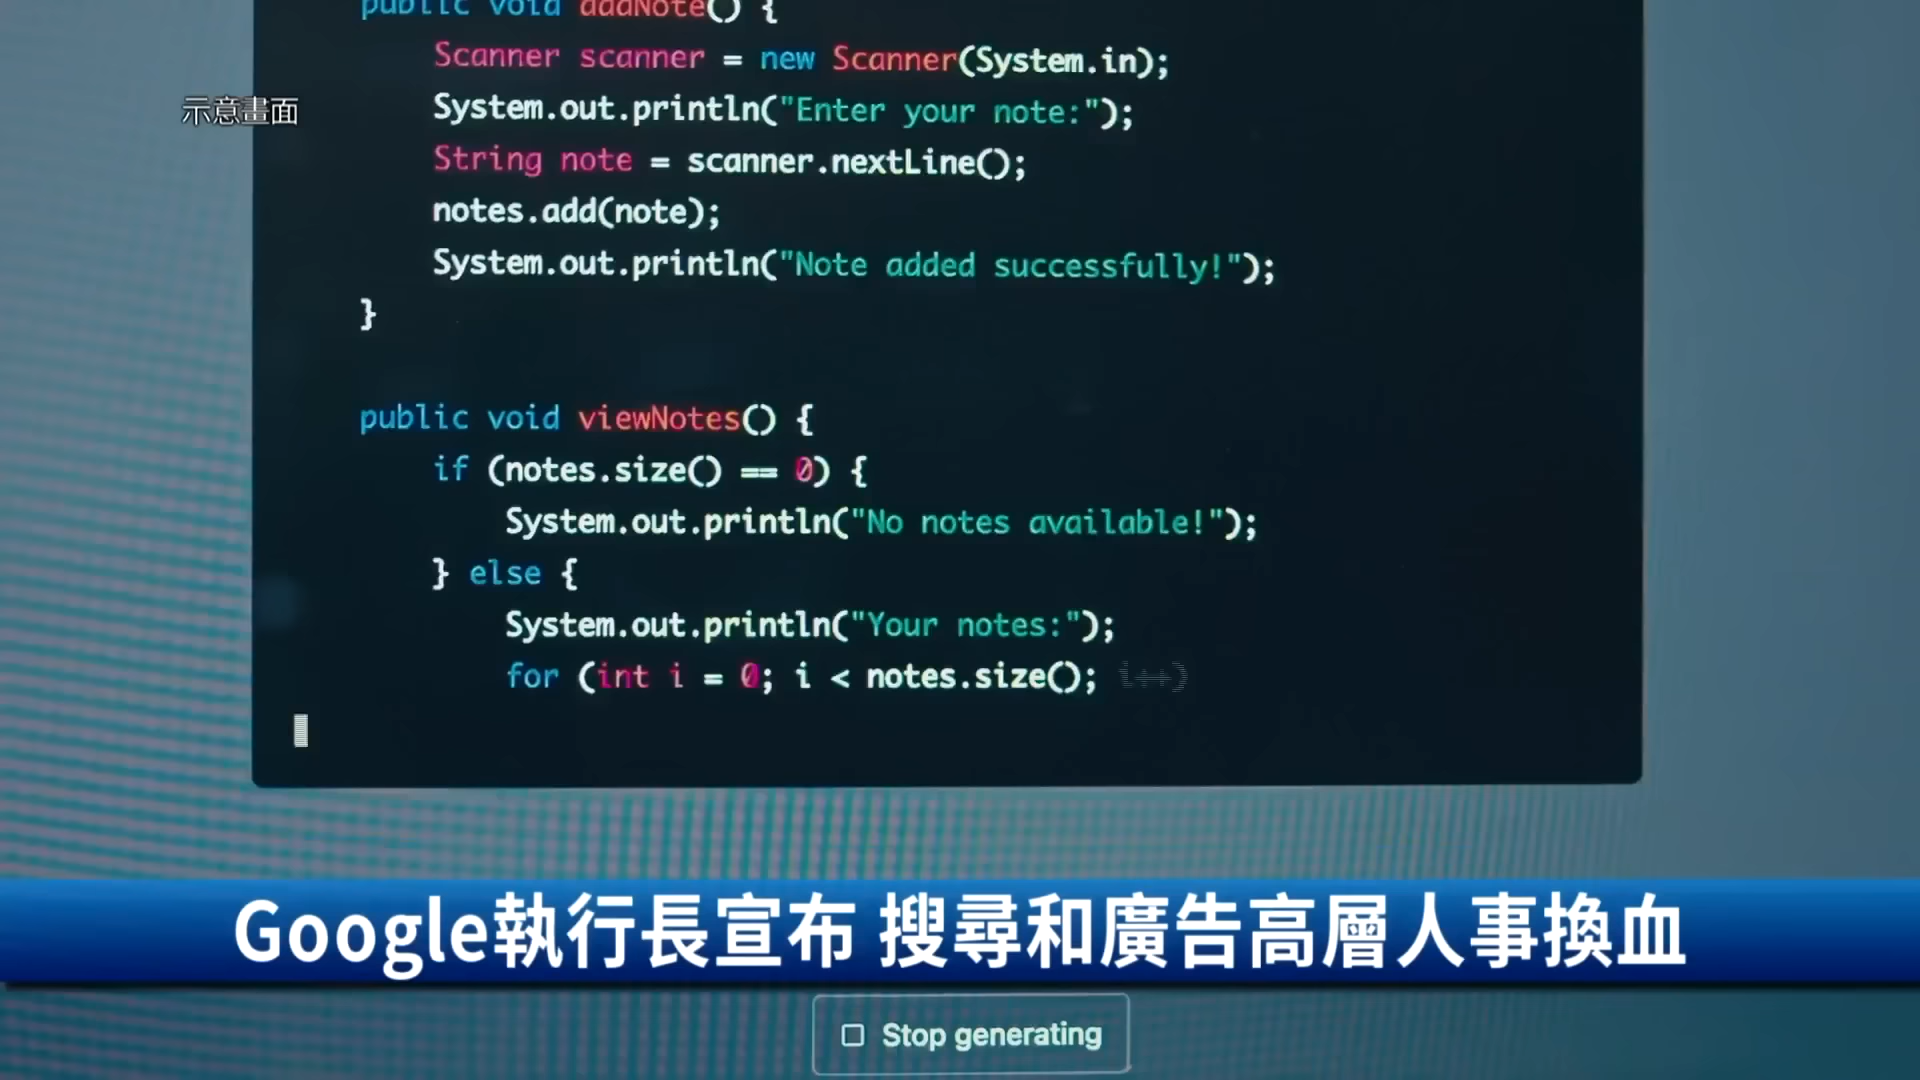 public void addNote() {
示意畫面
Scanner scanner = new Scanner(System.in);
System.out.println("Enter your note:");
String note = scanner.nextLine();
notes.add(note);
System.out.println("Note added successfully!");
}
public void viewNotes() {
if (notes.size() == 0) {
System.out.println("No notes available!");
} else {
System.out.println("Your notes:");
for (int i = 0; i < notes.size(); i++)
Google執行長宣布 搜尋和廣告高層人事換血
Stop generating